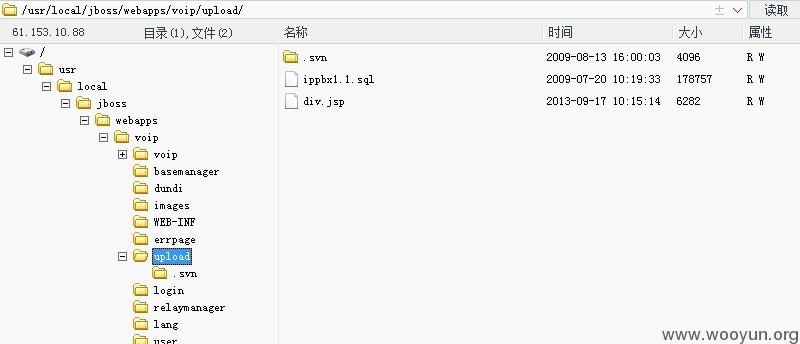 /usr/local/jboss/webapps/voip/upload/ 读取
61.153.10.88 目录(1),文件(2) 名称 时间 大小 属性
/
usr
local
jboss
webapps
voip
voip
basemanager
dundi
images
WEB-INF
errpage
upload
.svn
login
relaymanager
lang
user
.svn 2009-08-13 16:00:03 4096 R W
ippbx1.1.sql 2009-07-20 10:19:33 178757 R W
div.jsp 2013-09-17 10:15:14 6282 R W
www.wooyun.org